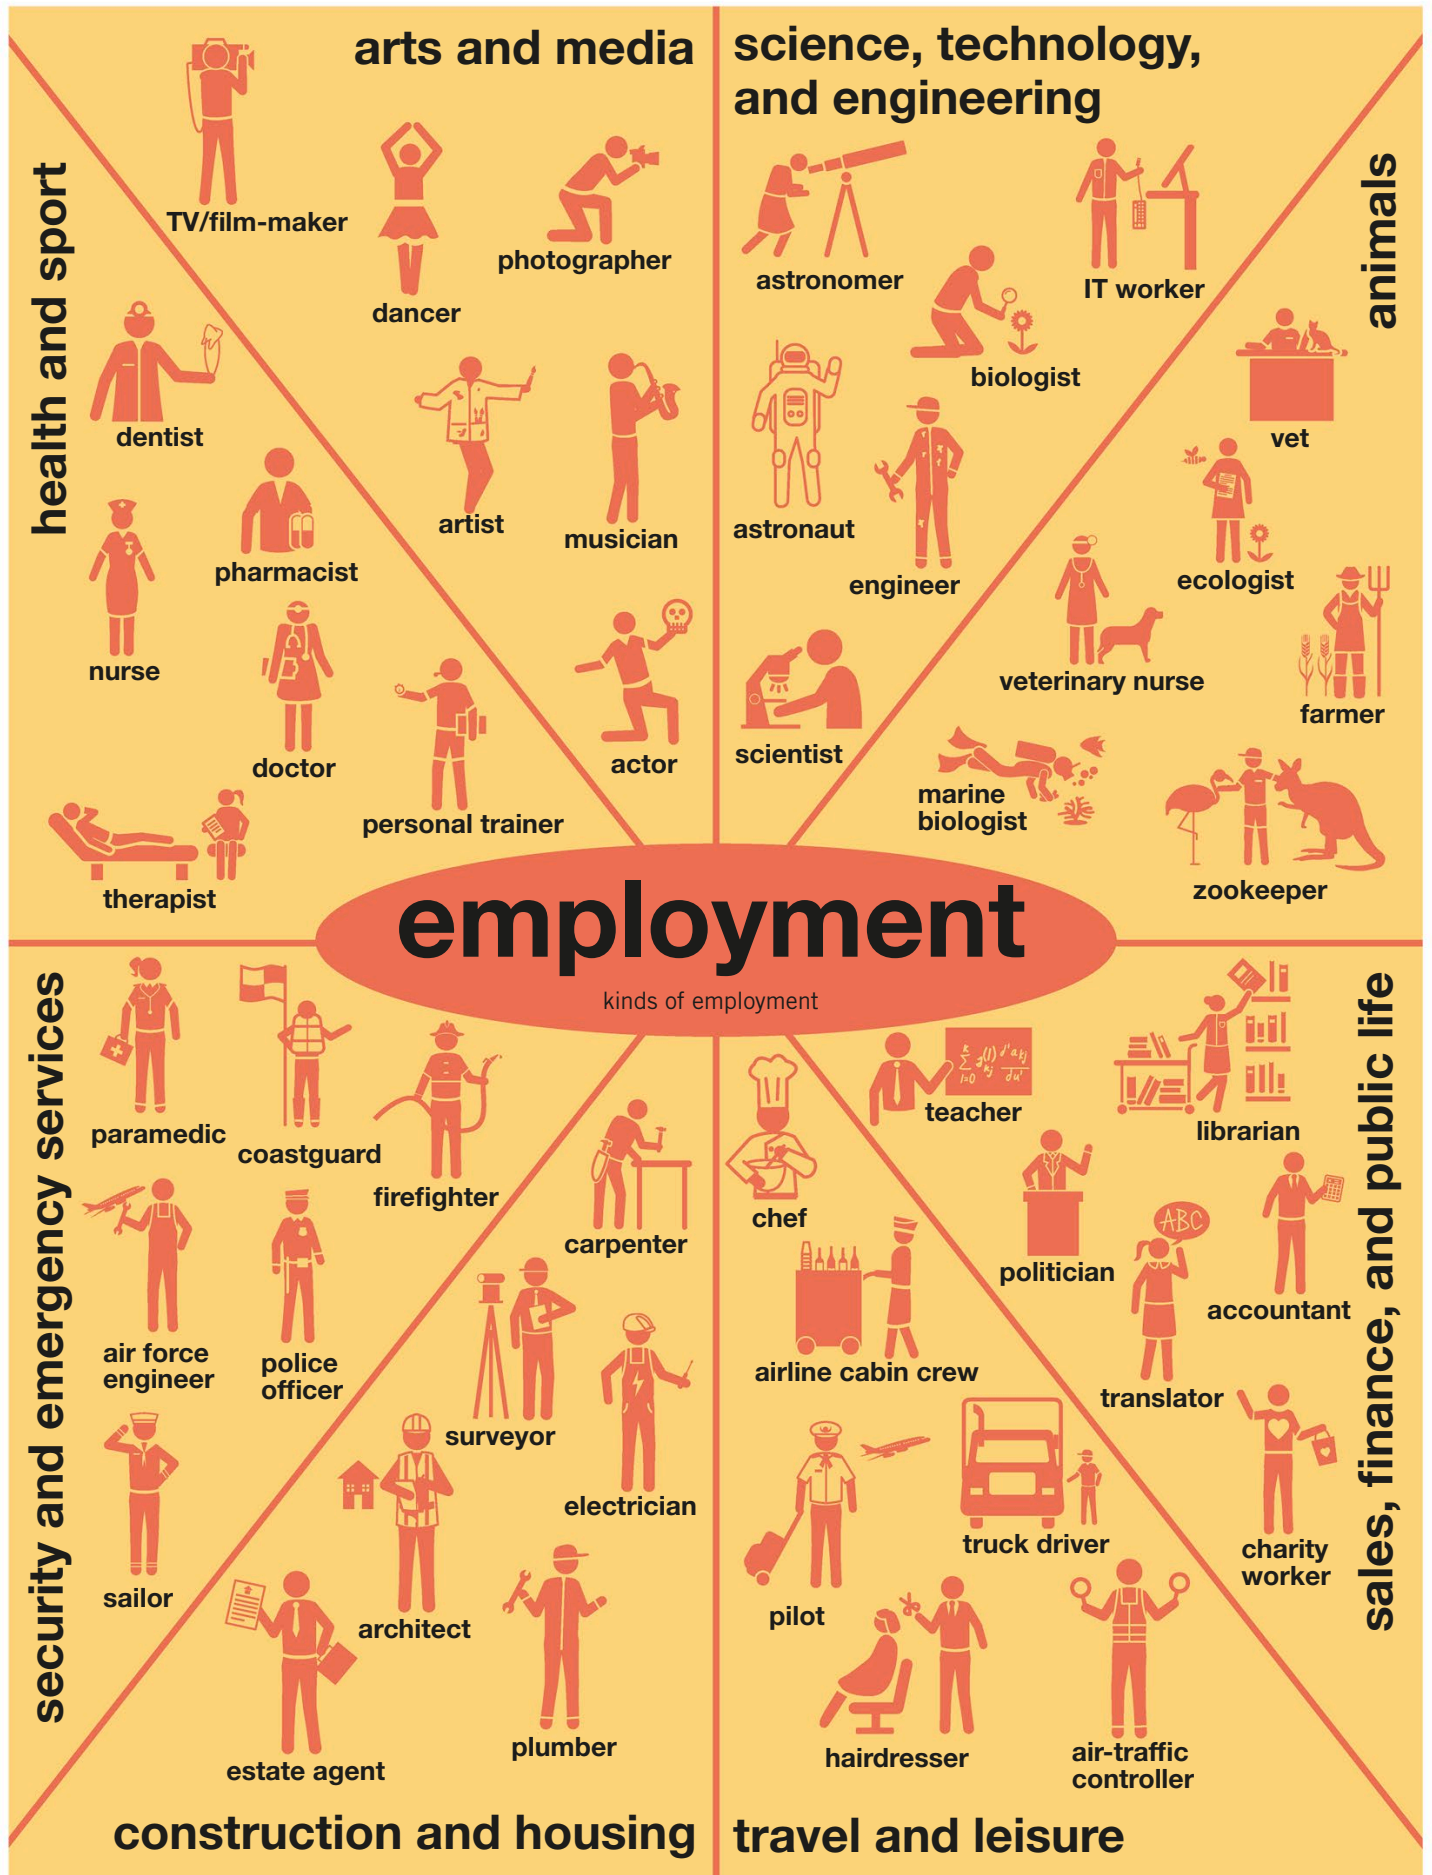 arts and media
TV/film-maker
dancer
photographer
artist
musician
actor
science, technology,
and engineering
astronomer
IT worker
biologist
astronaut
engineer
scientist
animals
vet
ecologist
veterinary nurse
farmer
marine
biologist
zookeeper
health and sport
dentist
pharmacist
nurse
doctor
personal trainer
therapist
employment
kinds of employment
security and emergency services
paramedic
coastguard
firefighter
air force
engineer
police
officer
sailor
construction and housing
carpenter
surveyor
electrician
architect
plumber
estate agent
travel and leisure
chef
airline cabin crew
pilot
truck driver
hairdresser
air-traffic
controller
sales, finance, and public life
teacher
librarian
politician
accountant
ABC
translator
charity
worker